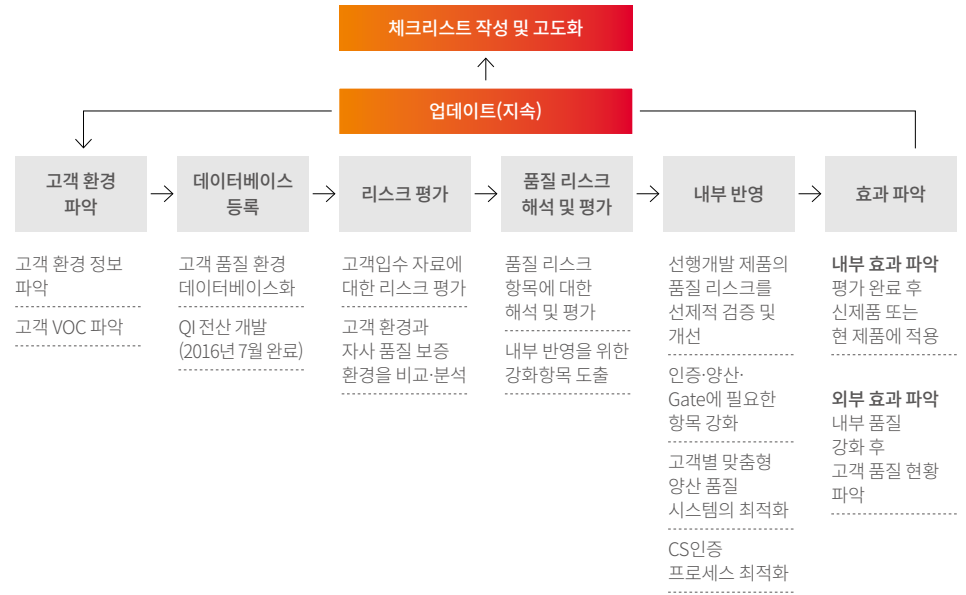 체크리스트 작성 및 고도화
업데이트(지속)
고객 환경
파악
데이터베이스
등록
리스크 평가
품질 리스크
해석 및 평가
내부 반영
효과 파악
고객 환경 정보
파악
고객 VOC 파악
고객 품질 환경
데이터베이스화
QI 전산 개발
(2016년 7월 완료)
고객입수 자료에
대한 리스크 평가
고객 환경과
자사 품질 보증
환경을 비교·분석
품질 리스크
항목에 대한
해석 및 평가
내부 반영을 위한
강화항목 도출
선행개발 제품의
품질 리스크를
선제적 검증 및
개선
인증·양산·
Gate에 필요한
항목 강화
고객별 맞춤형
양산 품질
시스템의 최적화
CS인증
프로세스 최적화
내부 효과 파악
평가 완료 후
신제품 또는
현 제품에 적용
외부 효과 파악
내부 품질
강화 후
고객 품질 현황
파악